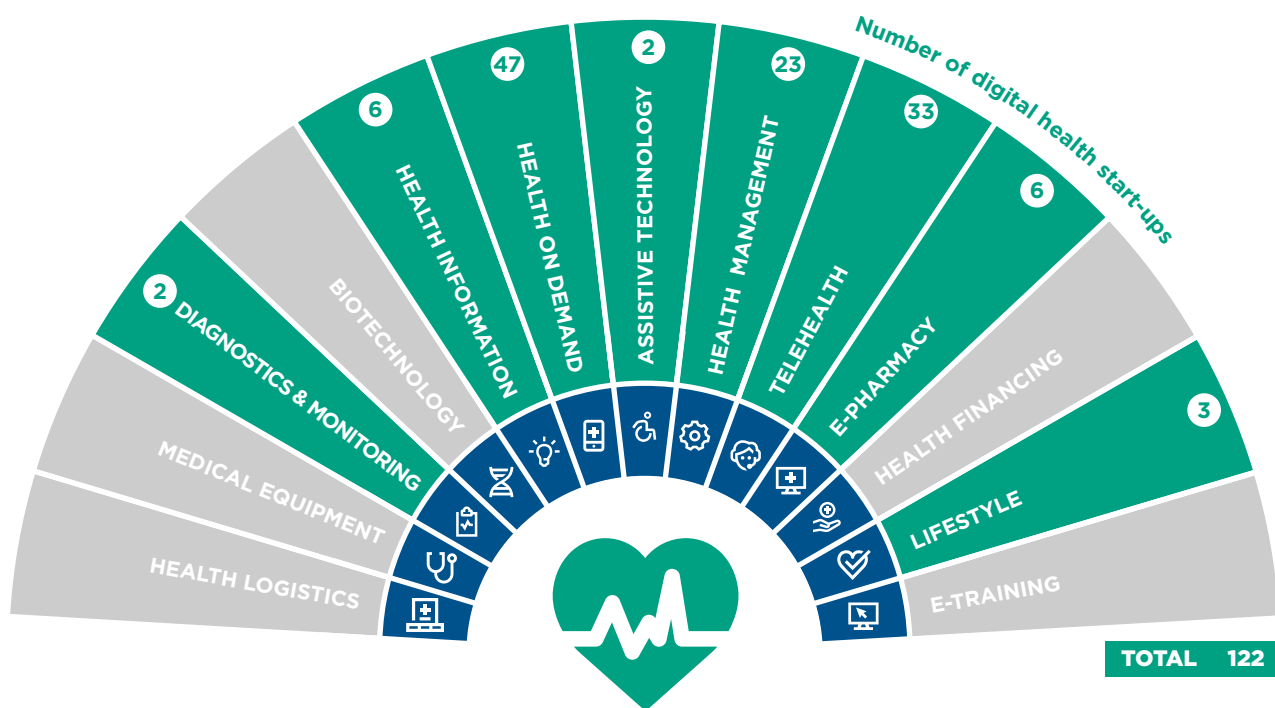 Number of digital health start-ups
HEALTH LOGISTICS
MEDICAL EQUIPMENT
2 DIAGNOSTICS & MONITORING
BIOTECHNOLOGY
6
HEALTH INFORMATION
47
HEALTH ON DEMAND
2
ASSISTIVE TECHNOLOGY
23
HEALTH MANAGEMENT
33
TELEHEALTH
6
E-PHARMACY
HEALTH FINANCING
3
LIFESTYLE
E-TRAINING
TOTAL 122